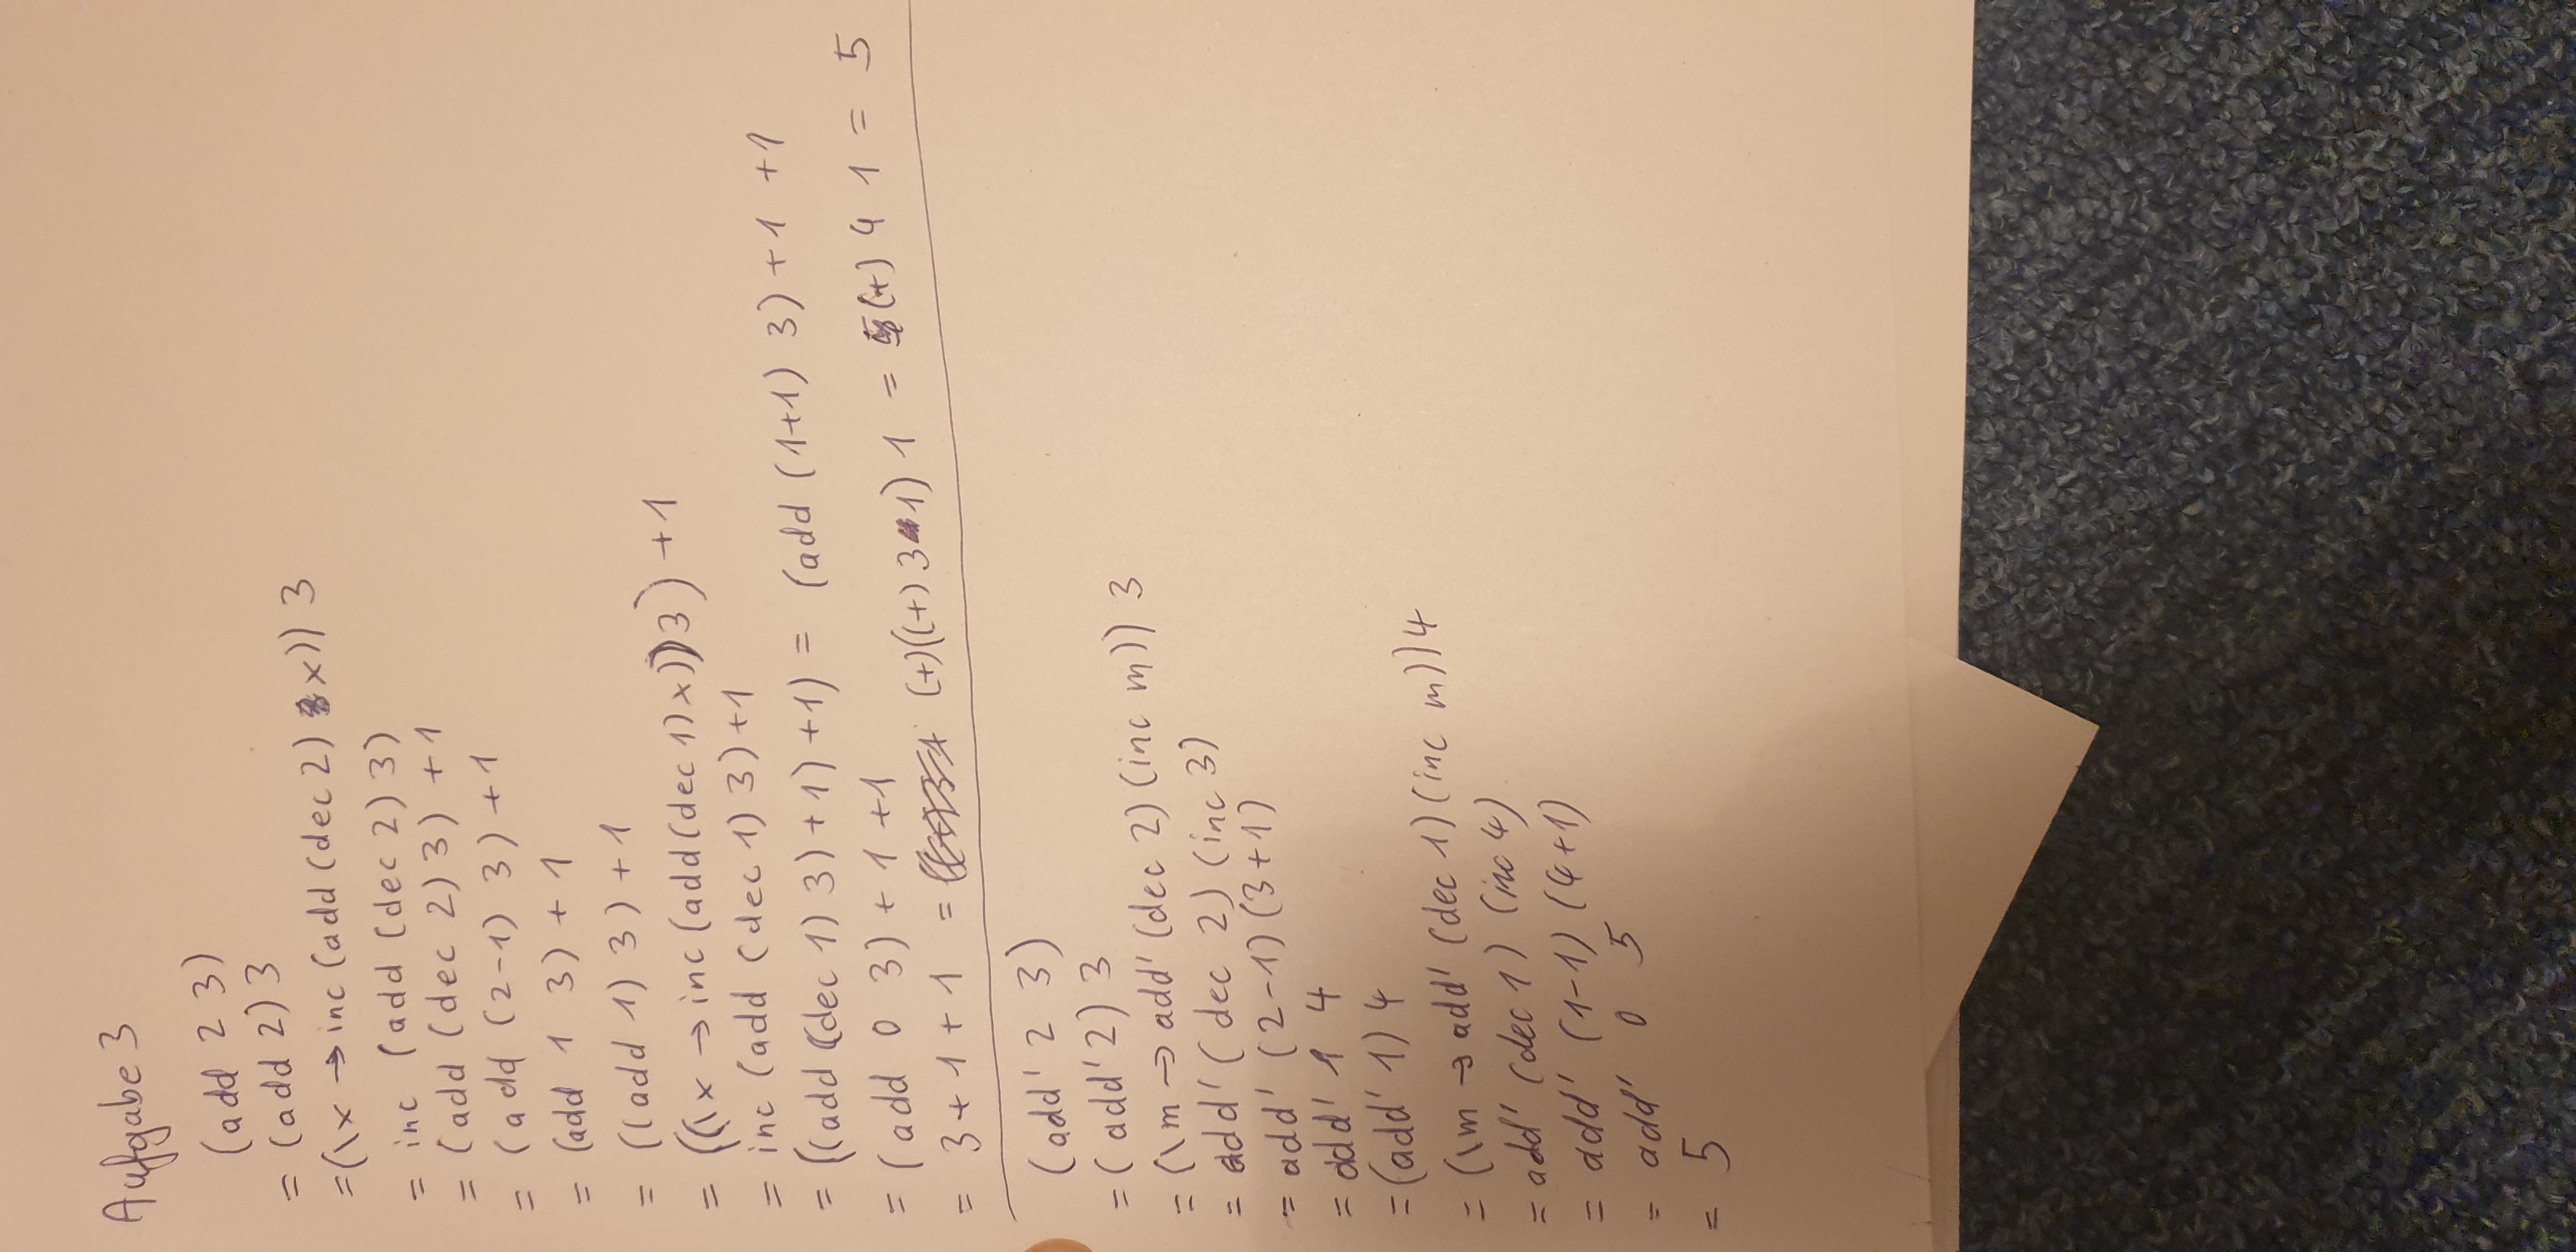 Aufgabe 3
(add 2 3)
= (add 2) 3
= (\x → inc (add (dec 2) x)) 3
= inc (add (dec 2) 3)
= (add (dec 2) 3) + 1
= (add (2-1) 3) + 1
= (add 1 3) + 1
= ((add 1) 3) + 1
= ((\x → inc (add (dec 1) x)) 3) + 1
= inc (add (dec 1) 3) + 1
= ((add (dec 1) 3) + 1) + 1) = (add (1+1) 3) + 1 + 1
= (add 0 3) + 1 + 1
= 3 + 1 + 1 = (+) ((+) 3 1) 1 = (+) 4 1 = 5
(add' 2 3)
= (add' 2) 3
= (\m → add' (dec 2) (inc m)) 3
= add' (dec 2) (inc 3)
= add' (2-1) (3+1)
= add' 1 4
= (add' 1) 4
= (\m → add' (dec 1) (inc m)) 4
= add' (dec 1) (inc 4)
= add' (1-1) (4+1)
= add' 0 5
= 5